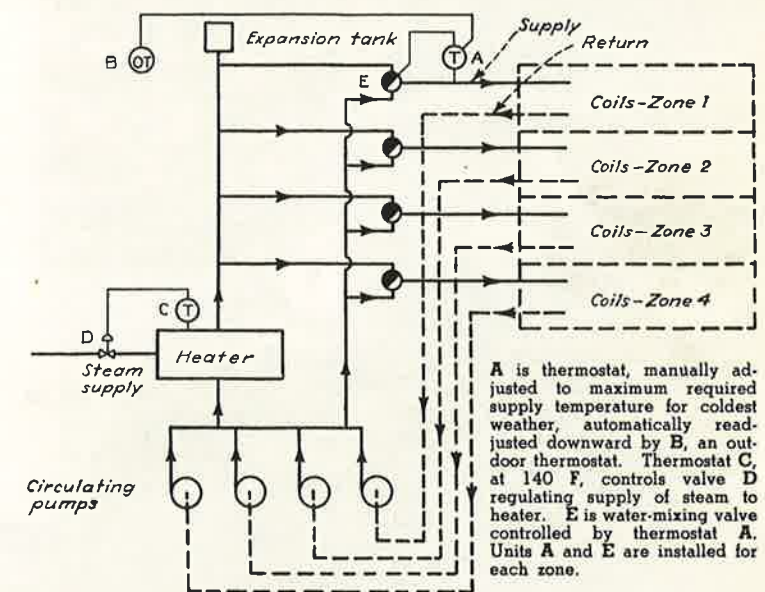 Expansion tank
Supply
Return
B
OT
T
A
E
Coils-Zone 1
Coils-Zone 2
Coils-Zone 3
Coils-Zone 4
C
T
D
Steam
supply
Heater
Circulating
pumps
A is thermostat, manually ad-
justed to maximum required
supply temperature for coldest
weather, automatically read-
justed downward by B, an out-
door thermostat. Thermostat C,
at 140 F, controls valve D
regulating supply of steam to
heater. E is water-mixing valve
controlled by thermostat A.
Units A and E are installed for
each zone.